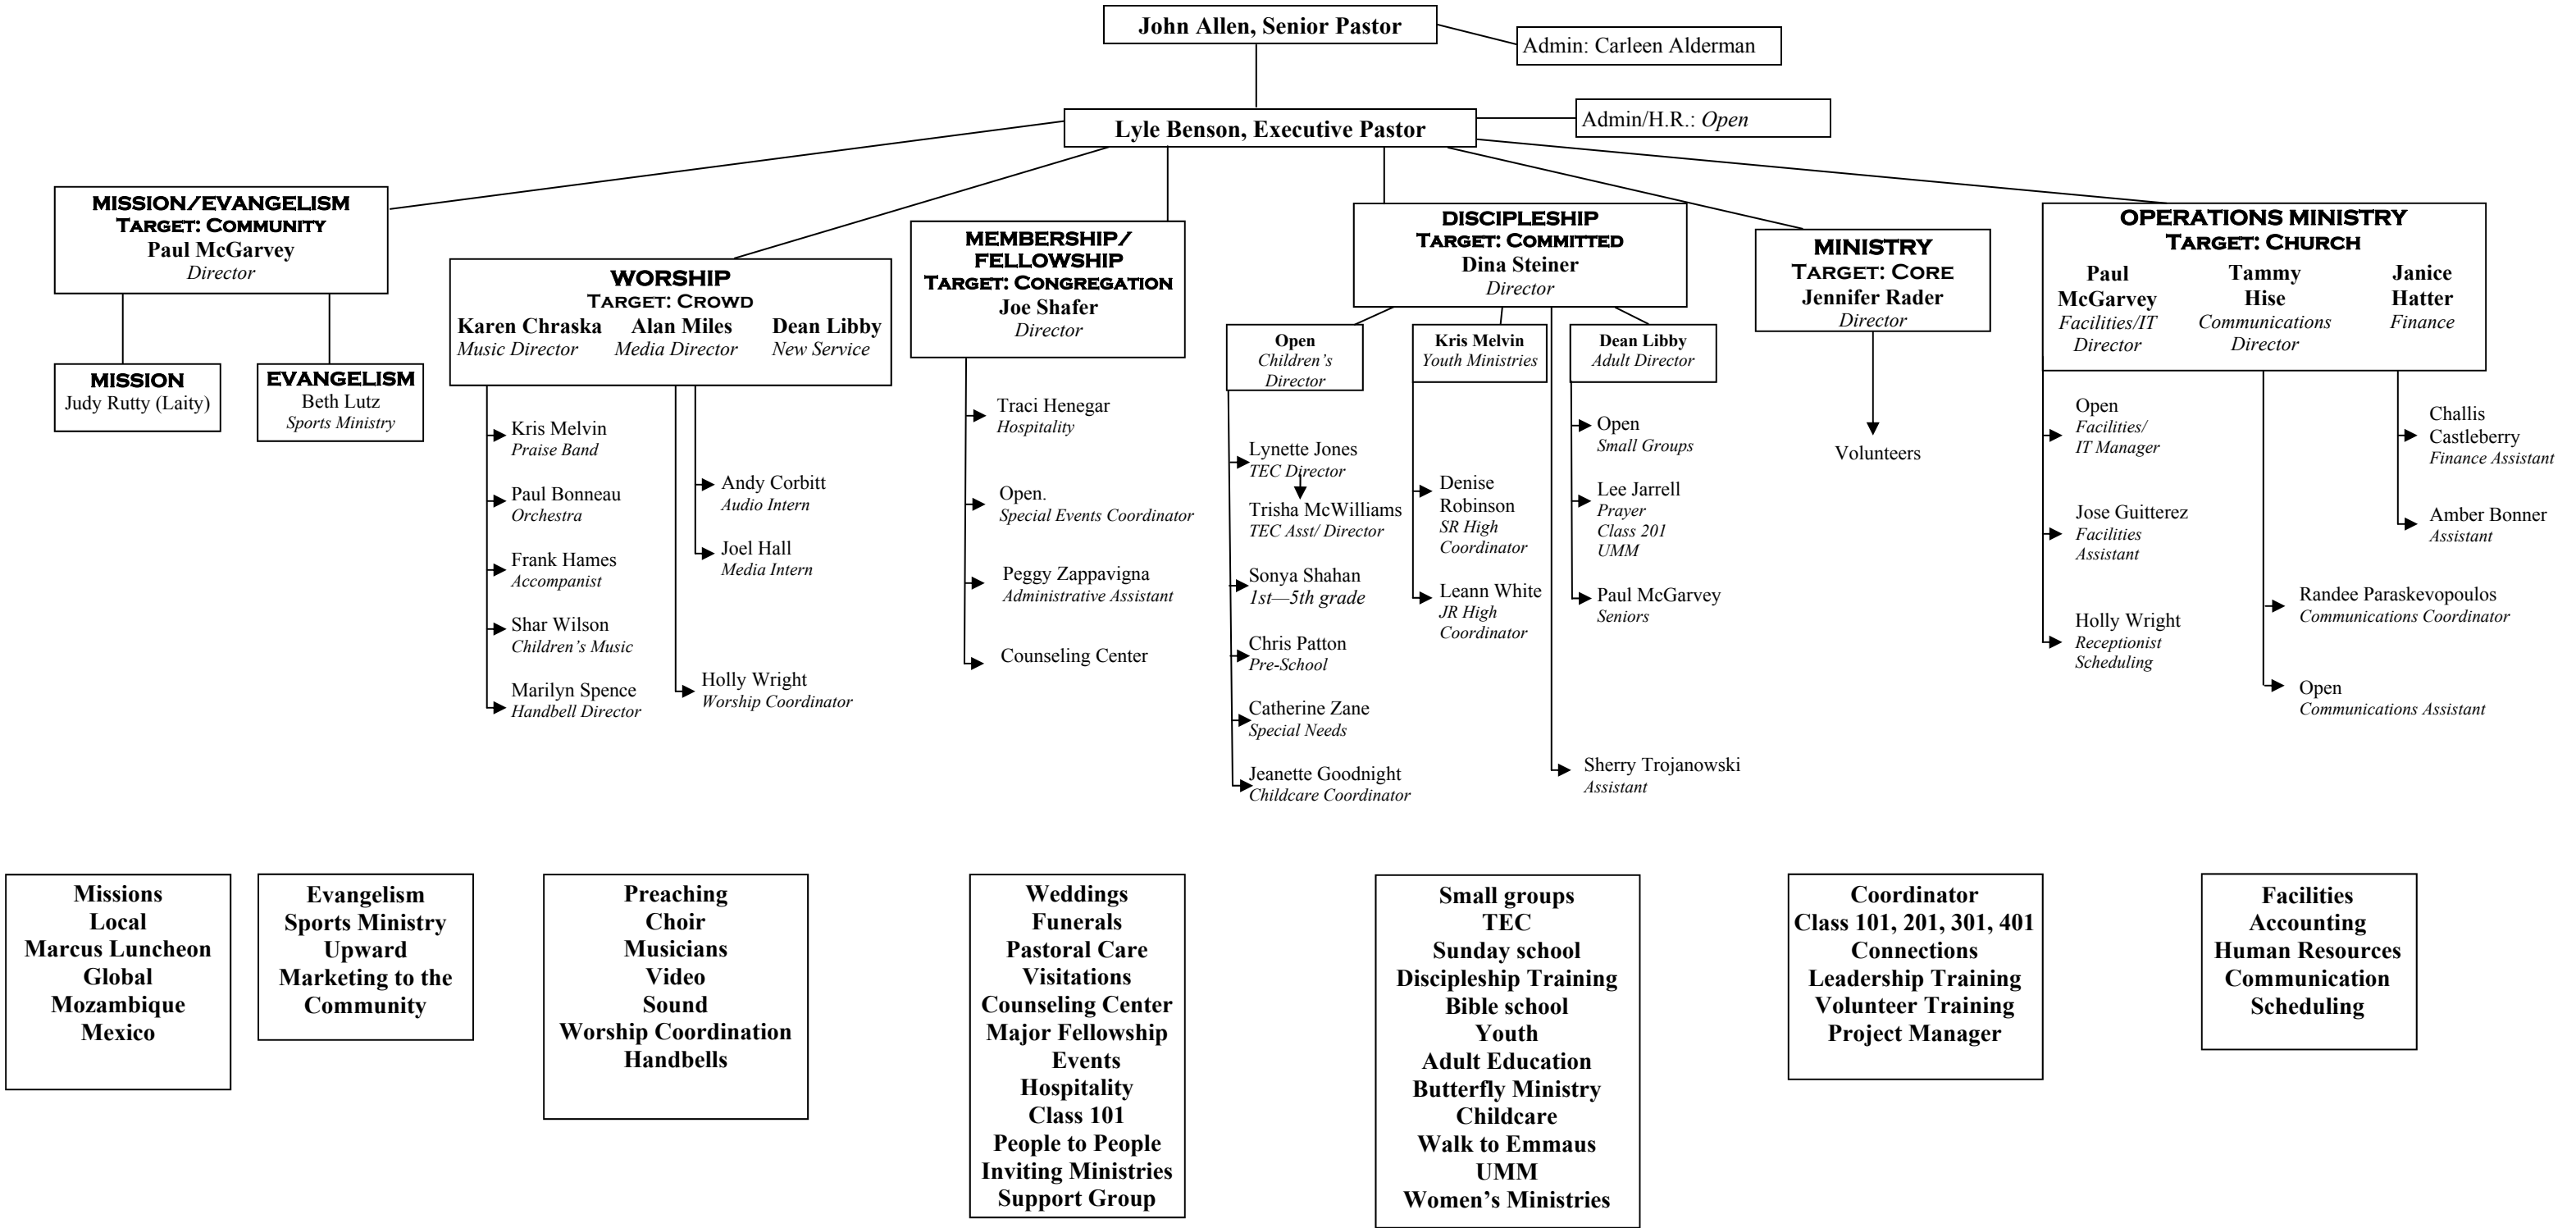 John Allen, Senior Pastor
Admin: Carleen Alderman
Lyle Benson, Executive Pastor
Admin/H.R.: Open
MISSION/EVANGELISM
TARGET: COMMUNITY
Paul McGarvey
Director
MISSION
Judy Rutty (Laity)
EVANGELISM
Beth Lutz
Sports Ministry
WORSHIP
TARGET: CROWD
Karen Chraska
Music Director
Alan Miles
Media Director
Dean Libby
New Service
Kris Melvin
Praise Band
Paul Bonneau
Orchestra
Frank Hames
Accompanist
Shar Wilson
Children's Music
Marilyn Spence
Handbell Director
Andy Corbitt
Audio Intern
Joel Hall
Media Intern
Holly Wright
Worship Coordinator
MEMBERSHIP/
FELLOWSHIP
TARGET: CONGREGATION
Joe Shafer
Director
Traci Henegar
Hospitality
Open.
Special Events Coordinator
Peggy Zappavigna
Administrative Assistant
Counseling Center
DISCIPLESHIP
TARGET: COMMITTED
Dina Steiner
Director
Open
Children's
Director
Lynette Jones
TEC Director
Trisha McWilliams
TEC Asst/ Director
Sonya Shahan
1st—5th grade
Chris Patton
Pre-School
Catherine Zane
Special Needs
Jeanette Goodnight
Childcare Coordinator
Kris Melvin
Youth Ministries
Denise
Robinson
SR High
Coordinator
Leann White
JR High
Coordinator
Dean Libby
Adult Director
Open
Small Groups
Lee Jarrell
Prayer
Class 201
UMM
Paul McGarvey
Seniors
Sherry Trojanowski
Assistant
MINISTRY
TARGET: CORE
Jennifer Rader
Director
Volunteers
OPERATIONS MINISTRY
TARGET: CHURCH
Paul
McGarvey
Facilities/IT
Director
Tammy
Hise
Communications
Director
Janice
Hatter
Finance
Open
Facilities/
IT Manager
Jose Guitterez
Facilities
Assistant
Holly Wright
Receptionist
Scheduling
Randee Paraskevopoulos
Communications Coordinator
Open
Communications Assistant
Challis
Castleberry
Finance Assistant
Amber Bonner
Assistant
Missions
Local
Marcus Luncheon
Global
Mozambique
Mexico
Evangelism
Sports Ministry
Upward
Marketing to the
Community
Preaching
Choir
Musicians
Video
Sound
Worship Coordination
Handbells
Weddings
Funerals
Pastoral Care
Visitations
Counseling Center
Major Fellowship
Events
Hospitality
Class 101
People to People
Inviting Ministries
Support Group
Small groups
TEC
Sunday school
Discipleship Training
Bible school
Youth
Adult Education
Butterfly Ministry
Childcare
Walk to Emmaus
UMM
Women's Ministries
Coordinator
Class 101, 201, 301, 401
Connections
Leadership Training
Volunteer Training
Project Manager
Facilities
Accounting
Human Resources
Communication
Scheduling